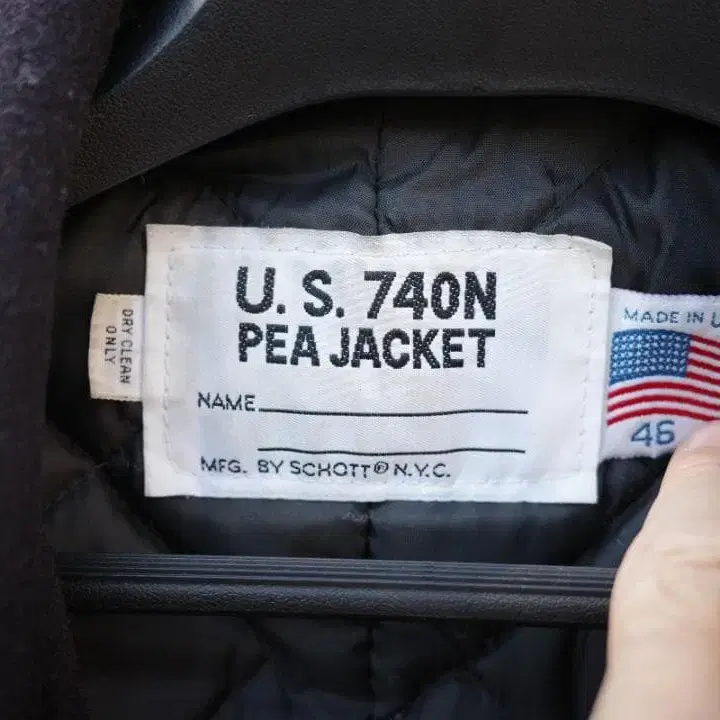 DRY CLEAN
ONLY
U. S. 740N
PEA JACKET
NAME
MFG. BY SCHOTT® N.Y.C.
MADE IN
46